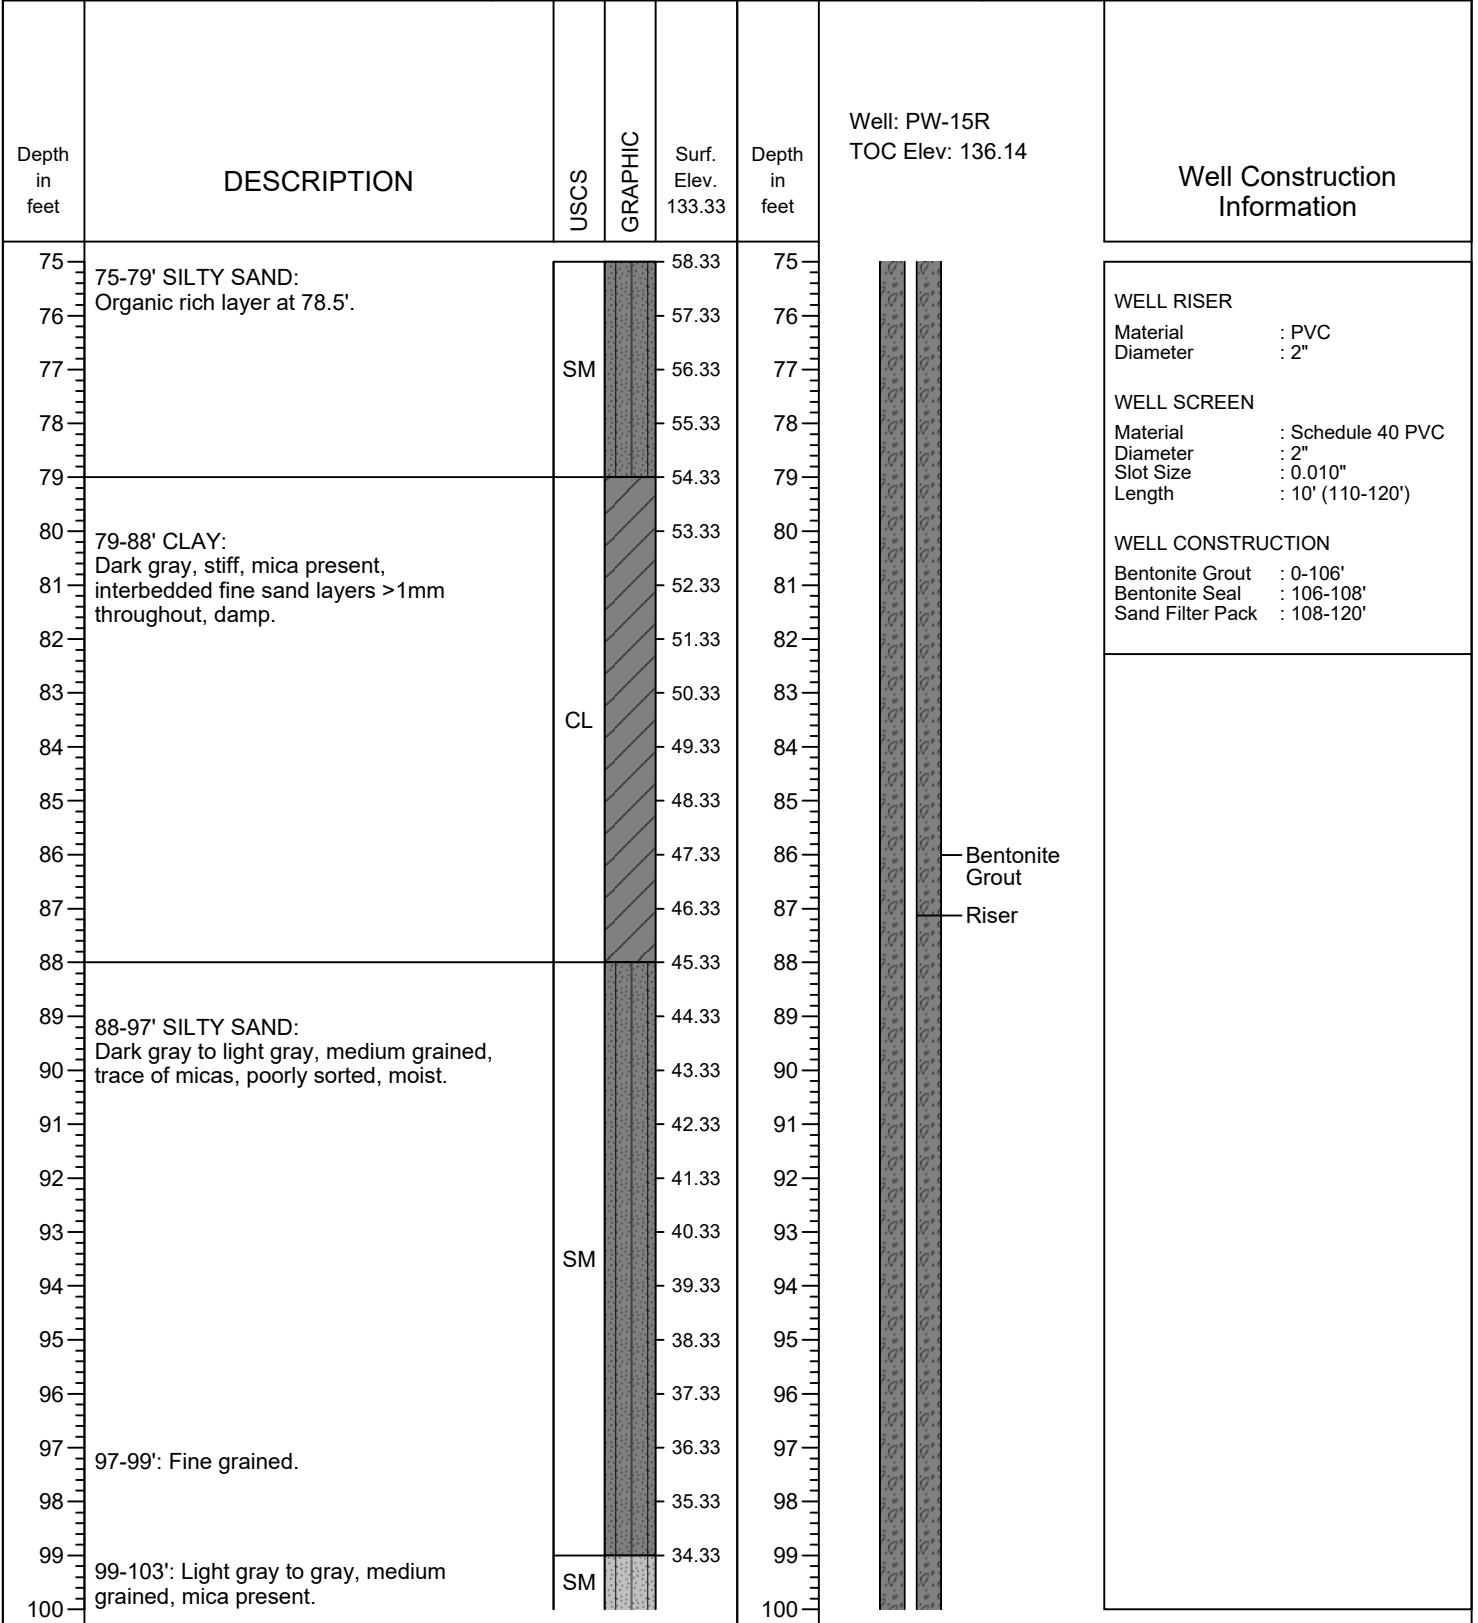 Depth
in
feet
DESCRIPTION
USCS
GRAPHIC
Surf.
Elev.
133.33
Depth
in
feet
Well: PW-15R
TOC Elev: 136.14
Well Construction
Information
75
76
77
78
79
80
81
82
83
84
85
86
87
88
89
90
91
92
93
94
95
96
97
98
99
100
75-79' SILTY SAND:
Organic rich layer at 78.5'.
79-88' CLAY:
Dark gray, stiff, mica present,
interbedded fine sand layers >1mm
throughout, damp.
88-97' SILTY SAND:
Dark gray to light gray, medium grained,
trace of micas, poorly sorted, moist.
97-99': Fine grained.
99-103': Light gray to gray, medium
grained, mica present.
SM
CL
SM
SM
58.33
57.33
56.33
55.33
54.33
53.33
52.33
51.33
50.33
49.33
48.33
47.33
46.33
45.33
44.33
43.33
42.33
41.33
40.33
39.33
38.33
37.33
36.33
35.33
34.33
75
76
77
78
79
80
81
82
83
84
85
86
87
88
89
90
91
92
93
94
95
96
97
98
99
100
Bentonite
Grout
Riser
WELL RISER
Material : PVC
Diameter : 2"
WELL SCREEN
Material : Schedule 40 PVC
Diameter : 2"
Slot Size : 0.010"
Length : 10' (110-120')
WELL CONSTRUCTION
Bentonite Grout : 0-106'
Bentonite Seal : 106-108'
Sand Filter Pack : 108-120'